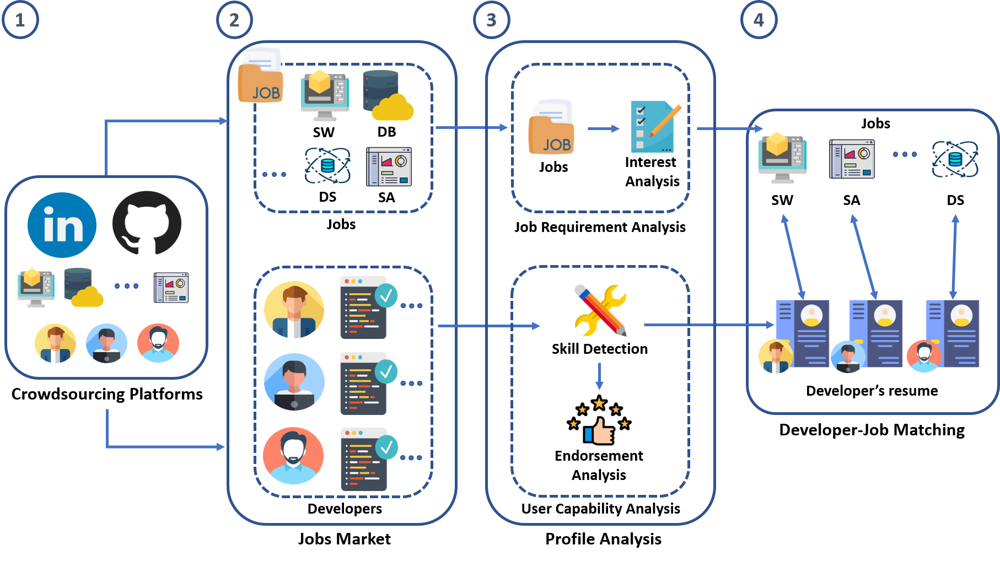 1
2
3
4
in
Crowdsourcing Platforms
JOB
SW
DB
DS
SA
Jobs
Developers
Jobs Market
JOB
Jobs
Interest
Analysis
Job Requirement Analysis
Skill Detection
Endorsement
Analysis
User Capability Analysis
Profile Analysis
Jobs
SW
SA
DS
Developer’s resume
Developer-Job Matching